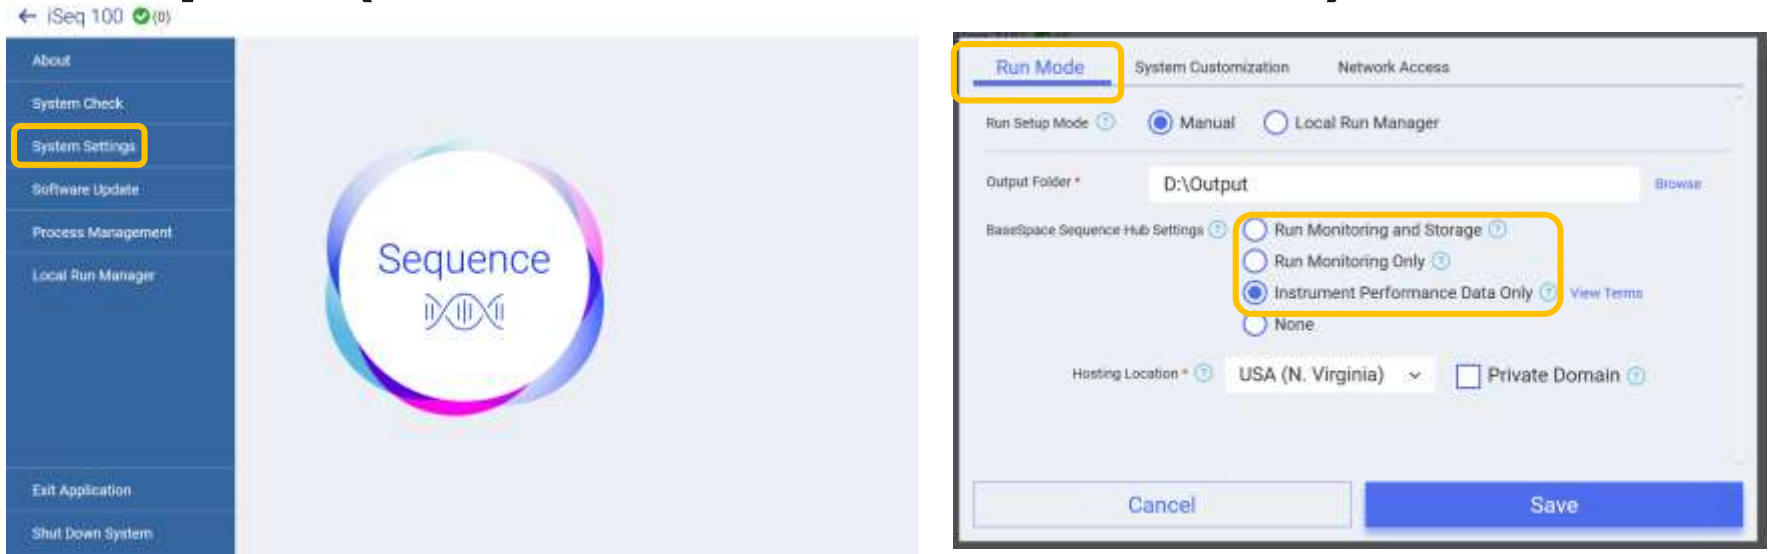 iSeq 100 (0)
About
System Check
System Settings
Software Update
Process Management
Local Run Manager
Exit Application
Shut Down System
Sequence
Run Mode System Customization Network Access
Run Setup Mode ? Manual Local Run Manager
Output Folder * D:\Output Browse
BaseSpace Sequence Hub Settings ? Run Monitoring and Storage ?
Run Monitoring Only ?
Instrument Performance Data Only ? View Terms
None
Hosting Location * ? USA (N. Virginia) Private Domain ?
Cancel Save